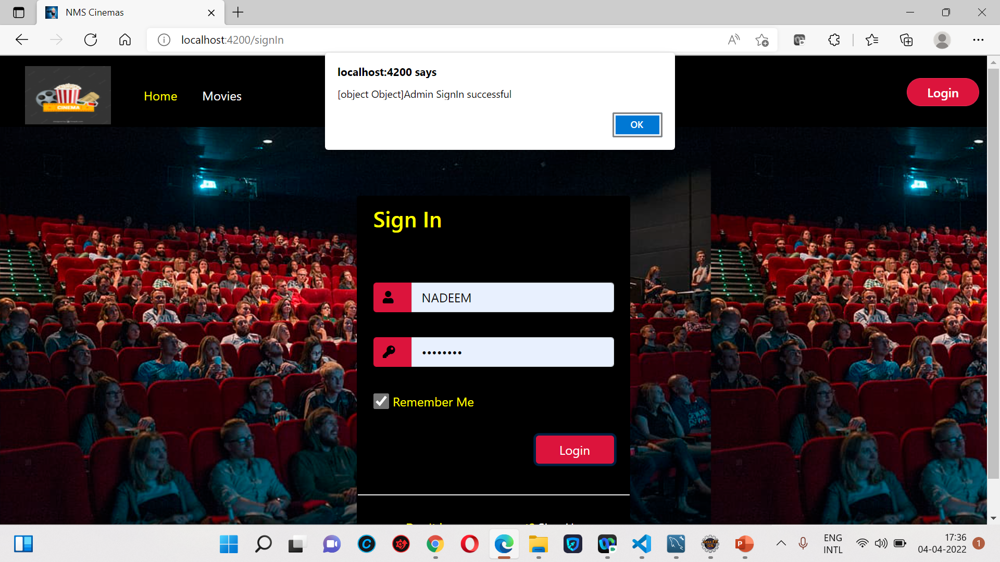 NMS Cinemas
localhost:4200/signIn
localhost:4200 says
[object Object]Admin SignIn successful
OK
CINEMA
Home
Movies
Login
Sign In
NADEEM
••••••••
Remember Me
Login
ENG
INTL
17:36
04-04-2022
1